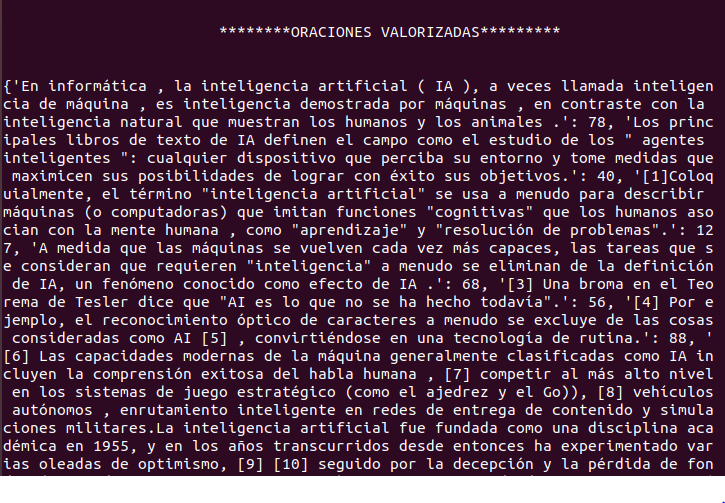 ********ORACIONES VALORIZADAS*********
{'En informática , la inteligencia artificial ( IA ), a veces llamada inteligen
cia de máquina , es inteligencia demostrada por máquinas , en contraste con la
inteligencia natural que muestran los humanos y los animales .': 78, 'Los princ
ipales libros de texto de IA definen el campo como el estudio de los " agentes
inteligentes ": cualquier dispositivo que perciba su entorno y tome medidas que
 maximicen sus posibilidades de lograr con éxito sus objetivos.': 40, '[1]Coloq
uialmente, el término "inteligencia artificial" se usa a menudo para describir
máquinas (o computadoras) que imitan funciones "cognitivas" que los humanos aso
cian con la mente humana , como "aprendizaje" y "resolución de problemas".': 12
7, 'A medida que las máquinas se vuelven cada vez más capaces, las tareas que s
e consideran que requieren "inteligencia" a menudo se eliminan de la definición
 de IA, un fenómeno conocido como efecto de IA .': 68, '[3] Una broma en el Teo
rema de Tesler dice que "AI es lo que no se ha hecho todavía".': 56, '[4] Por e
jemplo, el reconocimiento óptico de caracteres a menudo se excluye de las cosas
 consideradas como AI [5] , convirtiéndose en una tecnología de rutina.': 88, '
[6] Las capacidades modernas de la máquina generalmente clasificadas como IA in
cluyen la comprensión exitosa del habla humana , [7] competir al más alto nivel
 en los sistemas de juego estratégico (como el ajedrez y el Go)), [8] vehículos
 autónomos , enrutamiento inteligente en redes de entrega de contenido y simula
ciones militares.La inteligencia artificial fue fundada como una disciplina aca
démica en 1955, y en los años transcurridos desde entonces ha experimentado var
ias oleadas de optimismo, [9] [10] seguido por la decepción y la pérdida de fon